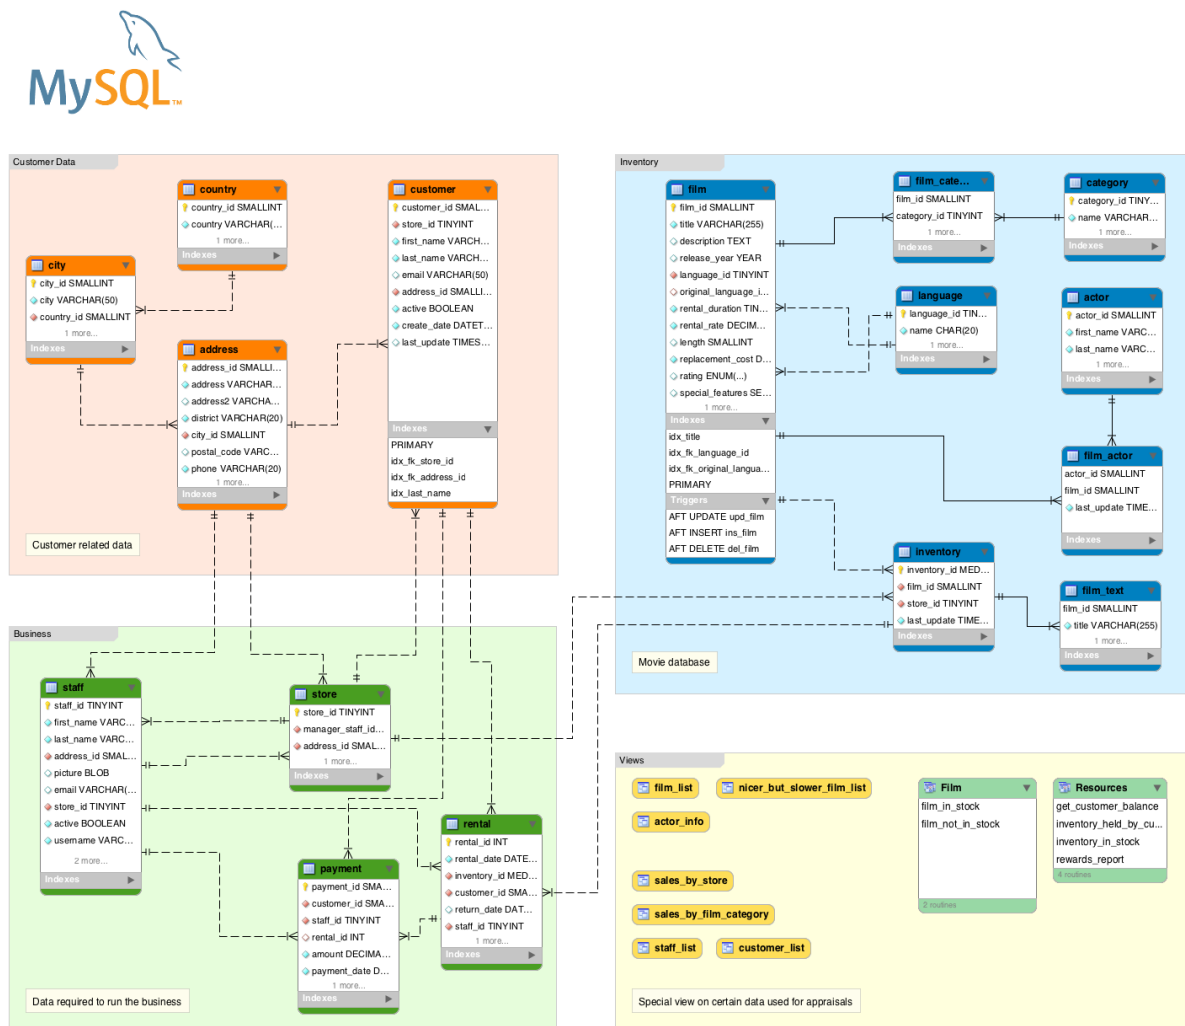 MySQL™
Customer Data
country
country_id SMALLINT
country VARCHAR(...
1 more...
Indexes
customer
customer_id SMAL...
store_id TINYINT
first_name VARCH...
last_name VARCH...
email VARCHAR(50)
address_id SMALLI...
active BOOLEAN
create_date DATET...
last_update TIMES...
Indexes
PRIMARY
idx_fk_store_id
idx_fk_address_id
idx_last_name
city
city_id SMALLINT
city VARCHAR(50)
country_id SMALLINT
1 more...
Indexes
address
address_id SMALLI...
address VARCHAR...
address2 VARCHA...
district VARCHAR(20)
city_id SMALLINT
postal_code VARC...
phone VARCHAR(20)
1 more...
Indexes
Customer related data
Inventory
film
film_id SMALLINT
title VARCHAR(255)
description TEXT
release_year YEAR
language_id TINYINT
original_language_i...
rental_duration TIN...
rental_rate DECIM...
length SMALLINT
replacement_cost D...
rating ENUM(...)
special_features SE...
1 more...
Indexes
idx_title
idx_fk_language_id
idx_fk_original_langua...
PRIMARY
Triggers
AFT UPDATE upd_film
AFT INSERT ins_film
AFT DELETE del_film
film_cate...
film_id SMALLINT
category_id TINYINT
1 more...
Indexes
category
category_id TINY...
name VARCHAR...
1 more...
Indexes
language
language_id TIN...
name CHAR(20)
1 more...
Indexes
actor
actor_id SMALLINT
first_name VARC...
last_name VARC...
1 more...
Indexes
film_actor
actor_id SMALLINT
film_id SMALLINT
last_update TIME...
Indexes
inventory
inventory_id MED...
film_id SMALLINT
store_id TINYINT
last_update TIME...
Indexes
film_text
film_id SMALLINT
title VARCHAR(255)
1 more...
Indexes
Movie database
Business
staff
staff_id TINYINT
first_name VARC...
last_name VARC...
address_id SMAL...
picture BLOB
email VARCHAR(...
store_id TINYINT
active BOOLEAN
username VARC...
2 more...
Indexes
store
store_id TINYINT
manager_staff_id...
address_id SMAL...
1 more...
Indexes
payment
payment_id SMA...
customer_id SMA...
staff_id TINYINT
rental_id INT
amount DECIMA...
payment_date D...
1 more...
Indexes
rental
rental_id INT
rental_date DATE...
inventory_id MED...
customer_id SMA...
return_date DAT...
staff_id TINYINT
1 more...
Indexes
Data required to run the business
Views
film_list
nicer_but_slower_film_list
actor_info
sales_by_store
sales_by_film_category
staff_list
customer_list
Film
film_in_stock
film_not_in_stock
2 routines
Resources
get_customer_balance
inventory_held_by_cu...
inventory_in_stock
rewards_report
4 routines
Special view on certain data used for appraisals